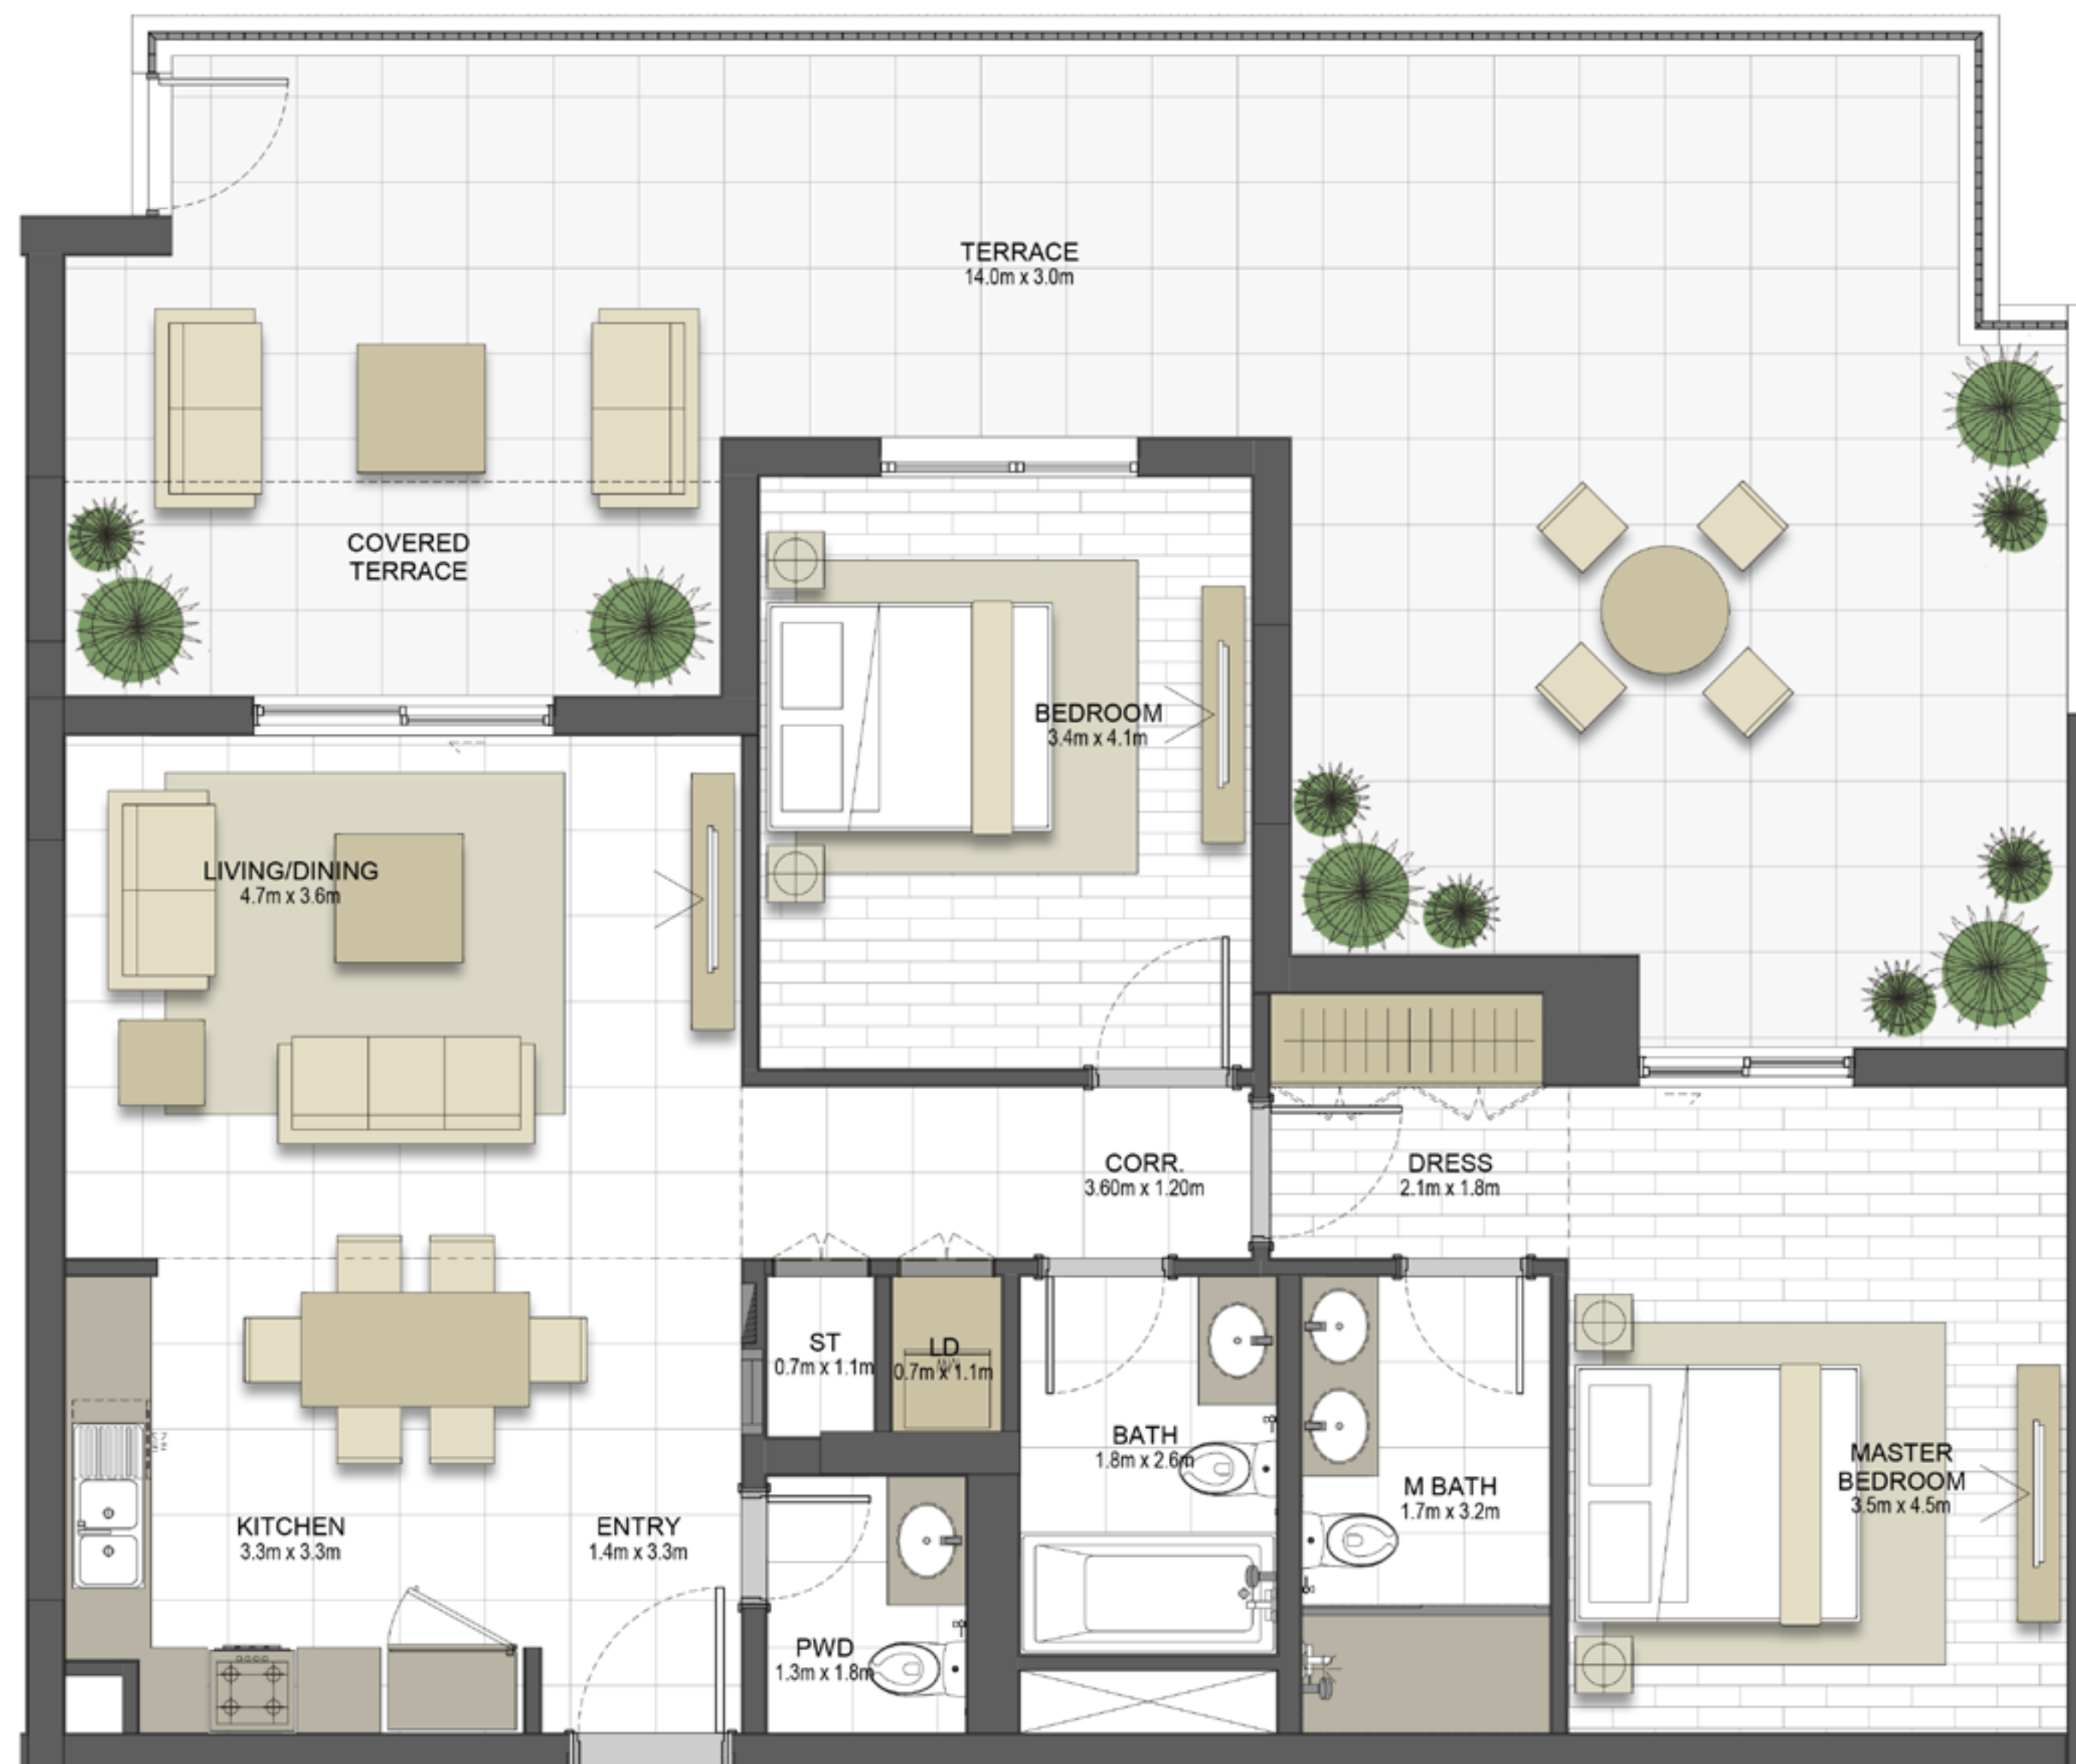 TERRACE
14.0m x 3.0m
COVERED
TERRACE
BEDROOM
3.4m x 4.1m
LIVING/DINING
4.7m x 3.6m
CORR.
3.60m x 1.20m
DRESS
2.1m x 1.8m
ST
0.7m x 1.1m
LD
0.7m x 1.1m
BATH
1.8m x 2.6m
M BATH
1.7m x 3.2m
MASTER
BEDROOM
3.5m x 4.5m
KITCHEN
3.3m x 3.3m
ENTRY
1.4m x 3.3m
PWD
1.3m x 1.8m